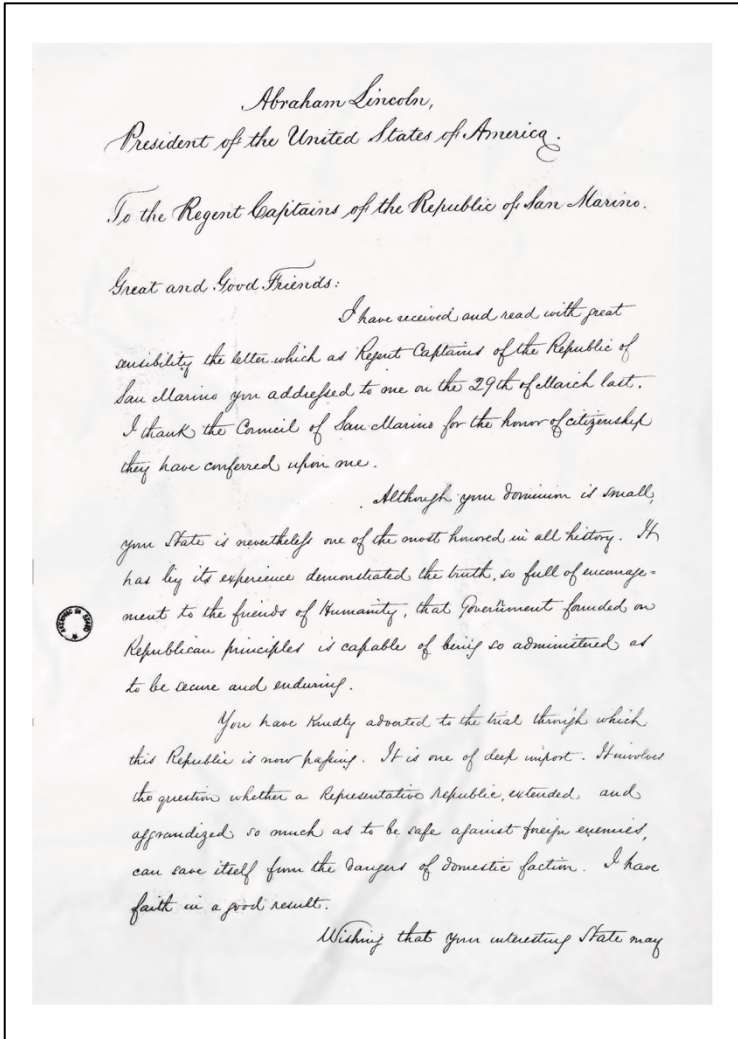 Abraham Lincoln,
President of the United States of America.
To the Regent Captains of the Republic of San Marino.
Great and Good Friends:
I have received and read with great
sensibility the letter which as Regent Captains of the Republic of
San Marino you addressed to me on the 29th of March last.
I thank the Council of San Marino for the honor of citizenship
they have conferred upon me.
Although your dominion is small,
your State is nevertheless one of the most honored in all history. It
has by its experience demonstrated the truth, so full of encourage=
ment to the friends of Humanity, that Government founded on
Republican principles is capable of being so administered as
to be secure and enduring.
You have kindly adverted to the trial through which
this Republic is now passing. It is one of deep import. It involves
the question whether a Representative republic, extended and
aggrandized so much as to be safe against foreign enemies,
can save itself from the dangers of domestic faction. I have
faith in a good result.
Wishing that your interesting State may